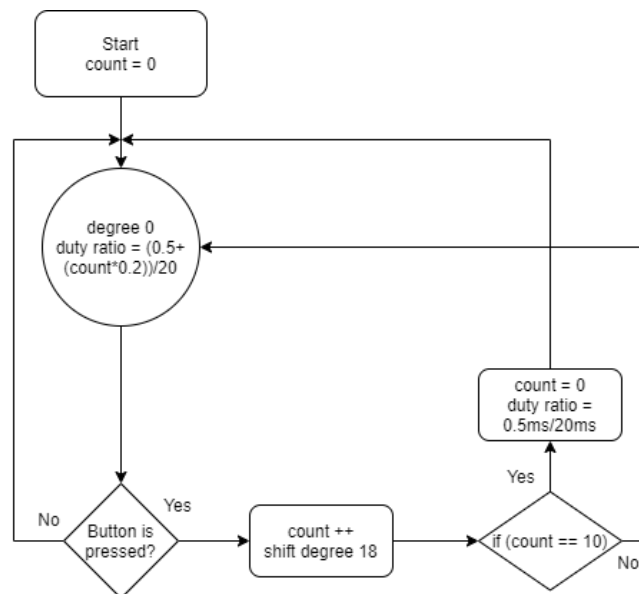 Start
count = 0
degree 0
duty ratio = (0.5+
(count*0.2))/20
count = 0
duty ratio =
0.5ms/20ms
Yes
No
Yes
Button is
pressed?
count ++
shift degree 18
if (count == 10)
No